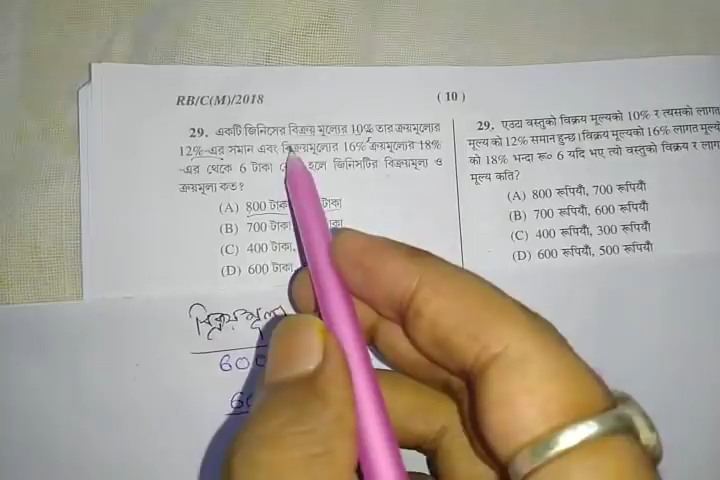 RB/C(M)/2018
( 10 )
29. একটি জিনিসের বিক্রয় মূল্যের 10% তার ক্রয়মূল্যের
12%-এর সমান এবং বিক্রয়মূল্যের 16% ক্রয়মূল্যের 18%
-এর থেকে 6 টাকা হলে জিনিসটির বিক্রয়মূল্য ও
ক্রয়মূল্য কত?
(A) 800 টাকা টাকা
(B) 700 টাকা
(C) 400 টাকা,
(D) 600 টাকা,
বিক্রয়মূল্য
600
29. एउटा वस्तुको विक्रय मूल्यको 10% र त्यसको लागत
मूल्य को 12% समान हुन्छ। विक्रय मूल्यको 16% लागत मूल्य
को 18% भन्दा रू० 6 यदि भए त्यो वस्तुको विक्रय र लागत
मूल्य कति?
(A) 800 रूपियाँ, 700 रूपियाँ
(B) 700 रूपियाँ, 600 रूपियाँ
(C) 400 रूपियाँ, 300 रूपियाँ
(D) 600 रूपियाँ, 500 रूपियाँ